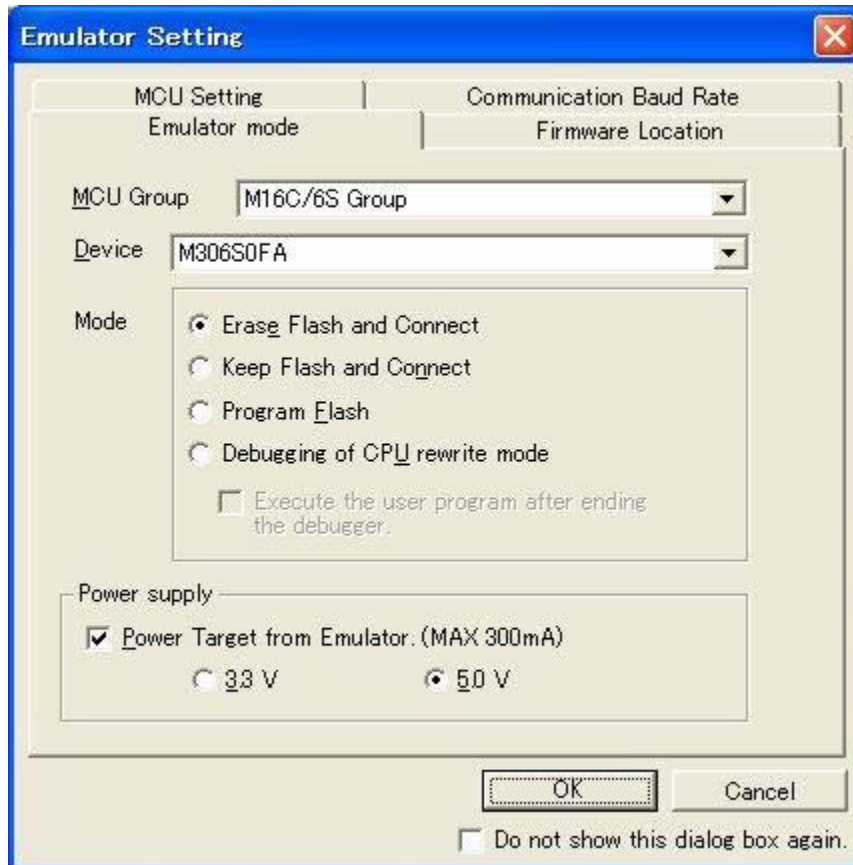 Emulator Setting
MCU Setting
Communication Baud Rate
Emulator mode
Firmware Location
MCU Group
M16C/6S Group
Device
M306S0FA
Mode
Erase Flash and Connect
Keep Flash and Connect
Program Flash
Debugging of CPU rewrite mode
Execute the user program after ending
the debugger.
Power supply
Power Target from Emulator. (MAX 300mA)
3.3 V
5.0 V
OK
Cancel
Do not show this dialog box again.